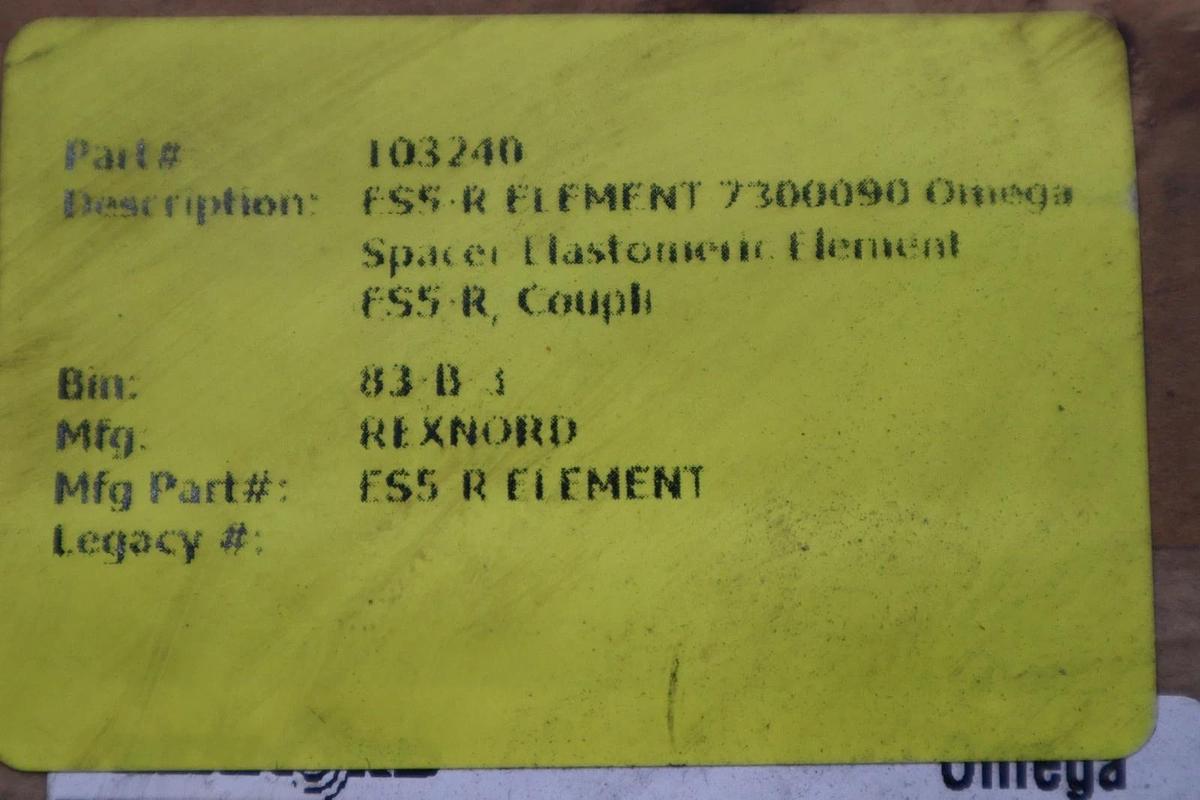 Part# 103240
Description: ES5-R ELEMENT 7300090 Omega
Spacer Elastomeric Element
ES5-R, Coupli
Bin: 83-B-3
Mfg: REXNORD
Mfg Part#: ES5-R ELEMENT
Legacy #:
Omega